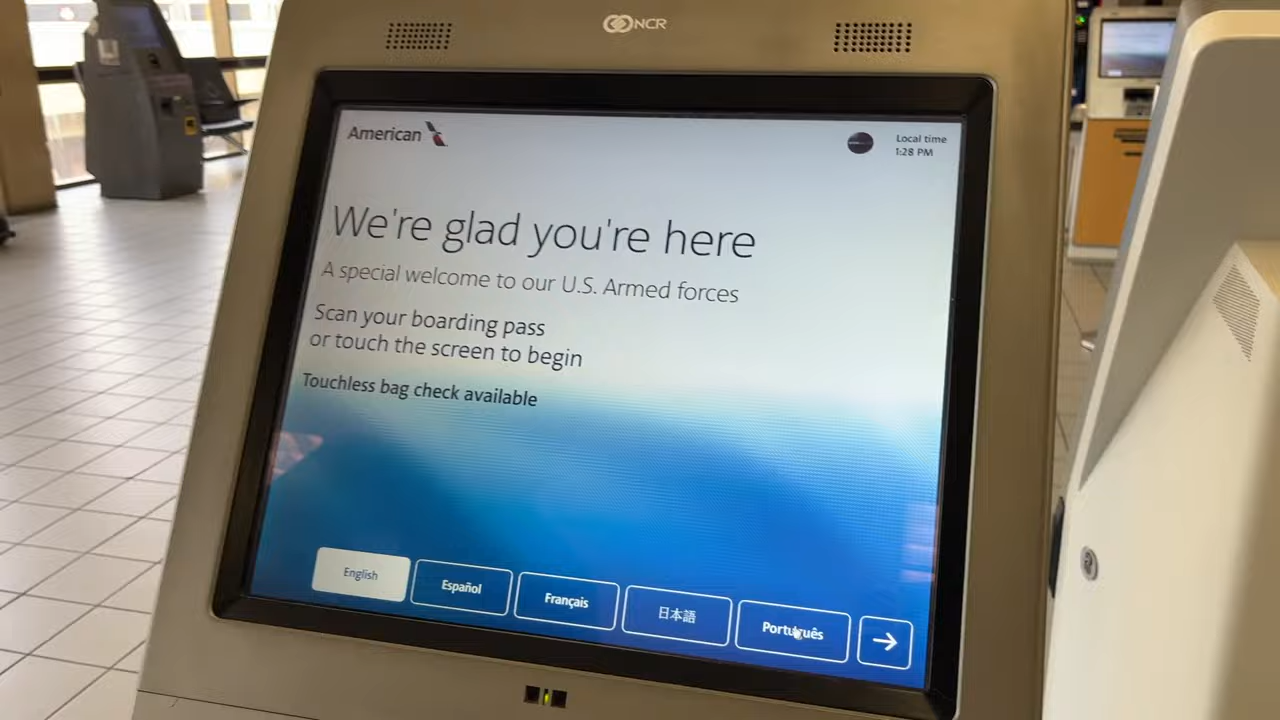 NCR
American
Local time
1:28 PM
We're glad you're here
A special welcome to our U.S. Armed forces
Scan your boarding pass
or touch the screen to begin
Touchless bag check available
English
Español
Français
日本語
Português